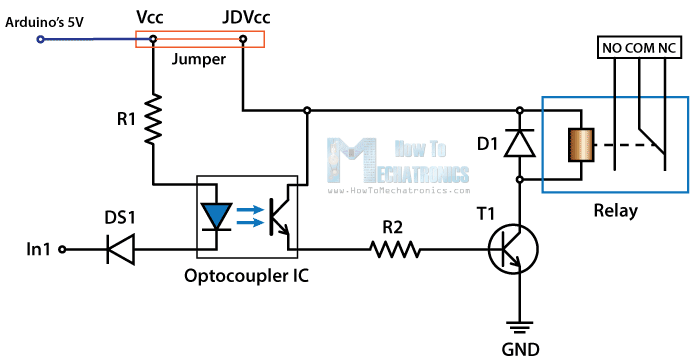 Arduino's 5V
Vcc
JDVcc
Jumper
NO COM NC
R1
D1
How To
MECHATRONICS
www.HowToMechatronics.com
DS1
T1
Relay
In1
R2
Optocoupler IC
GND